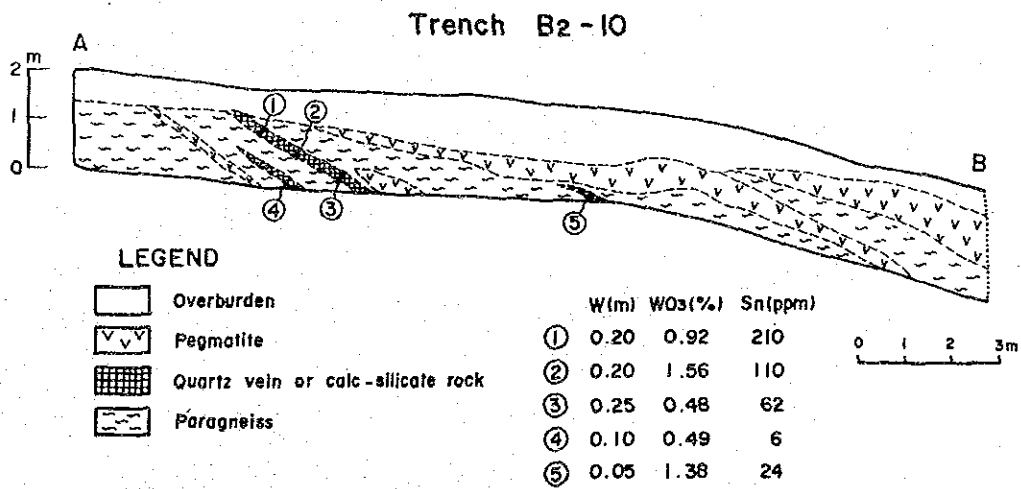 Trench B2-10
A
m
2
1
0
① ②
B
④ ③ ⑤
LEGEND
Overburden
Pegmatite
Quartz vein or calc-silicate rock
Paragneiss
W(m) WO3(%) Sn(ppm)
① 0.20 0.92 210
② 0.20 1.56 110
③ 0.25 0.48 62
④ 0.10 0.49 6
⑤ 0.05 1.38 24
0 1 2 3m